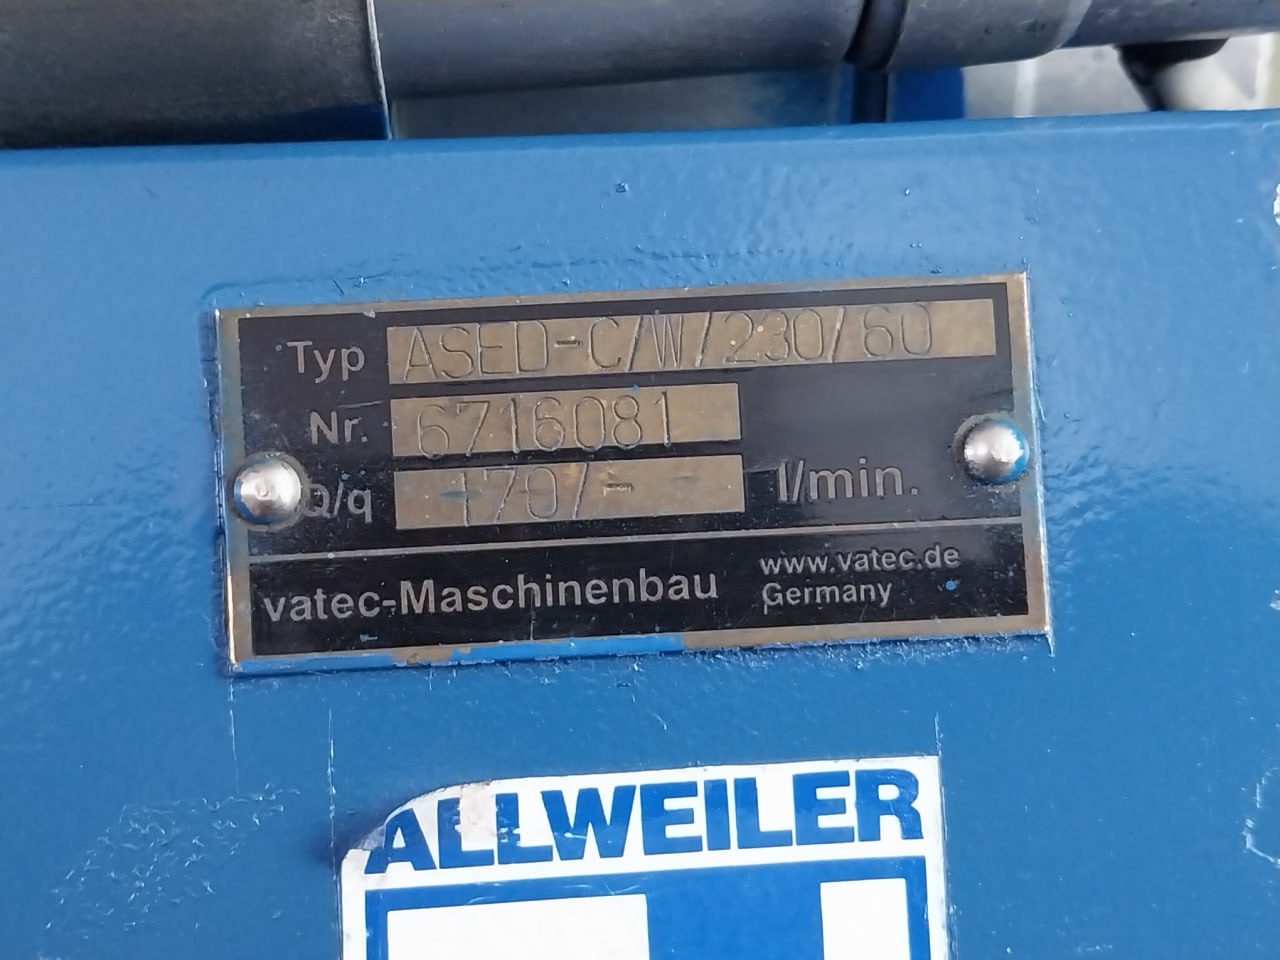 Typ ASED-C/W/230/60
Nr. 6716081
Q/q 170/- l/min.
vatec-Maschinenbau
www.vatec.de
Germany
ALLWEILER